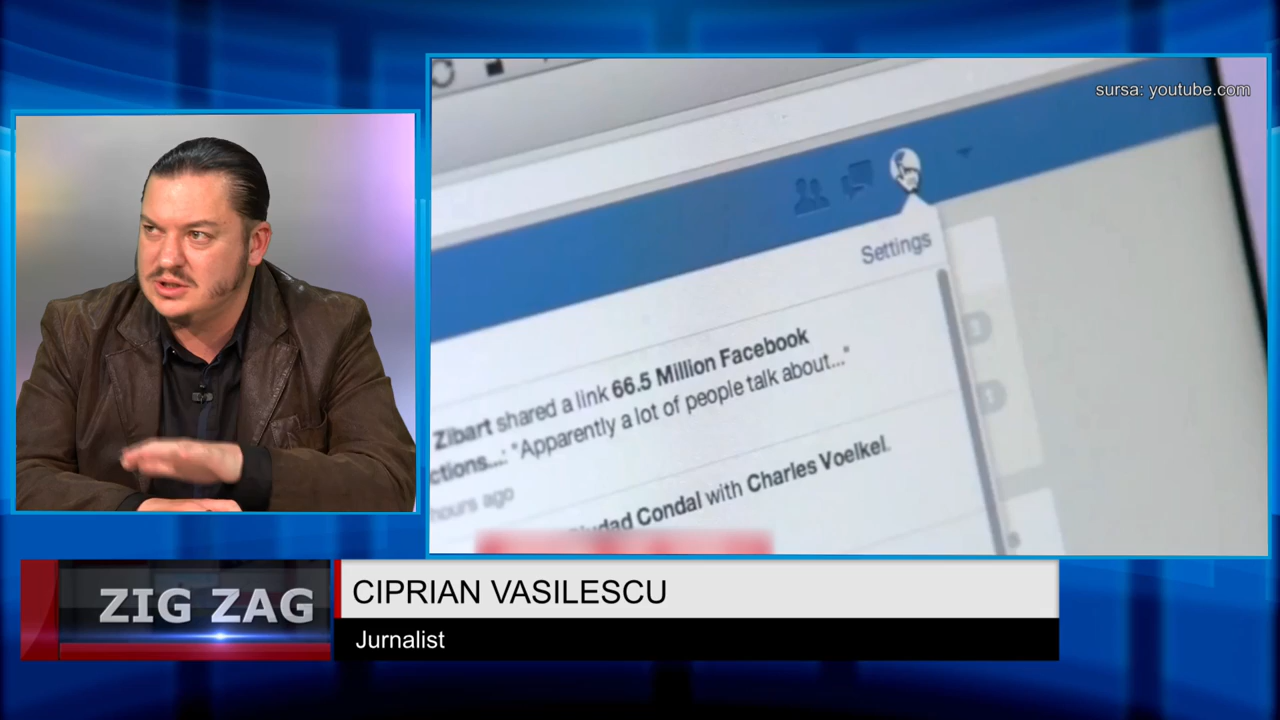 sursa: youtube.com
Settings
Zibart shared a link 66.5 Million Facebook
ctions...: "Apparently a lot of people talk about..."
hours ago
Ciudad Condal with Charles Voelkel.
ZIG ZAG
CIPRIAN VASILESCU
Jurnalist